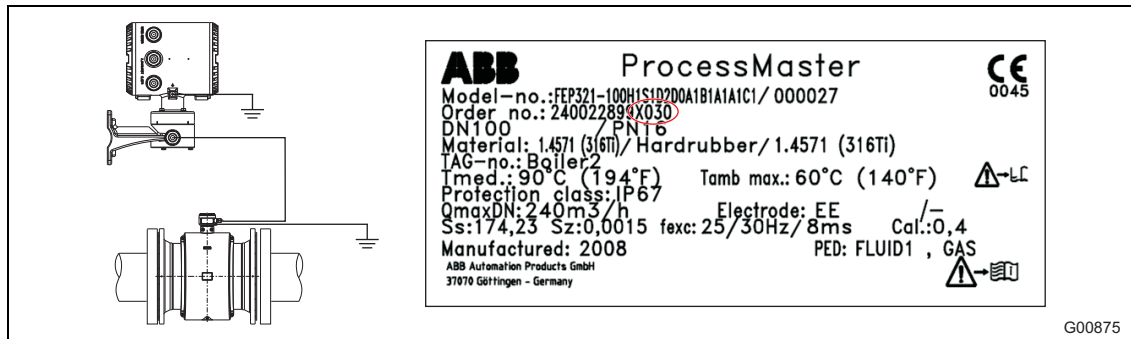 ABB ProcessMaster
CE 0045
Model-no.:FEP321-100H1S1D2D0A1B1A1A1C1/ 000027
Order no.: 240022899X030
DN100 /PN16
Material: 1.4571 (316Ti)/ Hardrubber/ 1.4571 (316Ti)
TAG-no.: Boiler2
Tmed.: 90°C (194°F) Tamb max.: 60°C (140°F)
Protection class: IP67
QmaxDN: 240m3/h Electrode: EE /-
Ss:174,23 Sz:0,0015 fexc: 25/30Hz/8ms Cal.:0,4
Manufactured: 2008 PED: FLUID1 , GAS
ABB Automation Products GmbH
37070 Göttingen - Germany
G00875